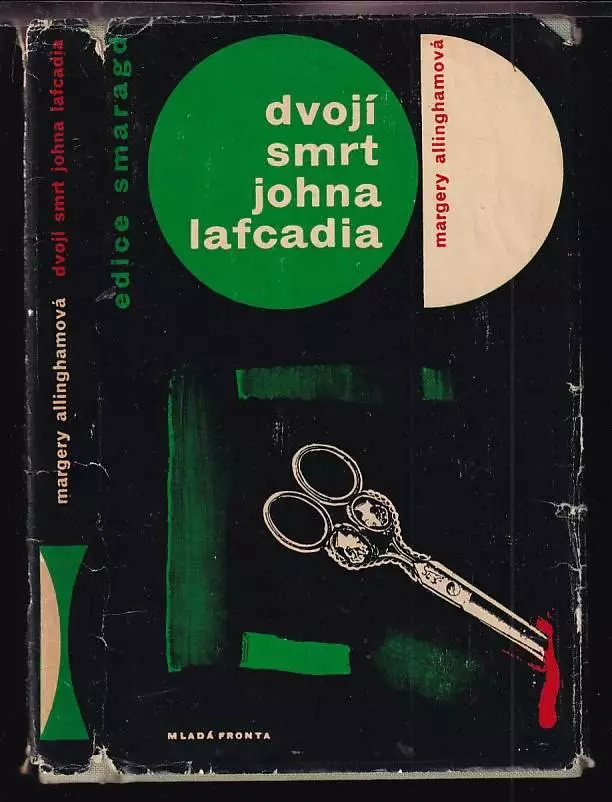 margery allinghamová dvojí smrt johna lafcadia
edice smaragd
dvojí
smrt
johna
lafcadia
margery allinghamová
MLADÁ FRONTA